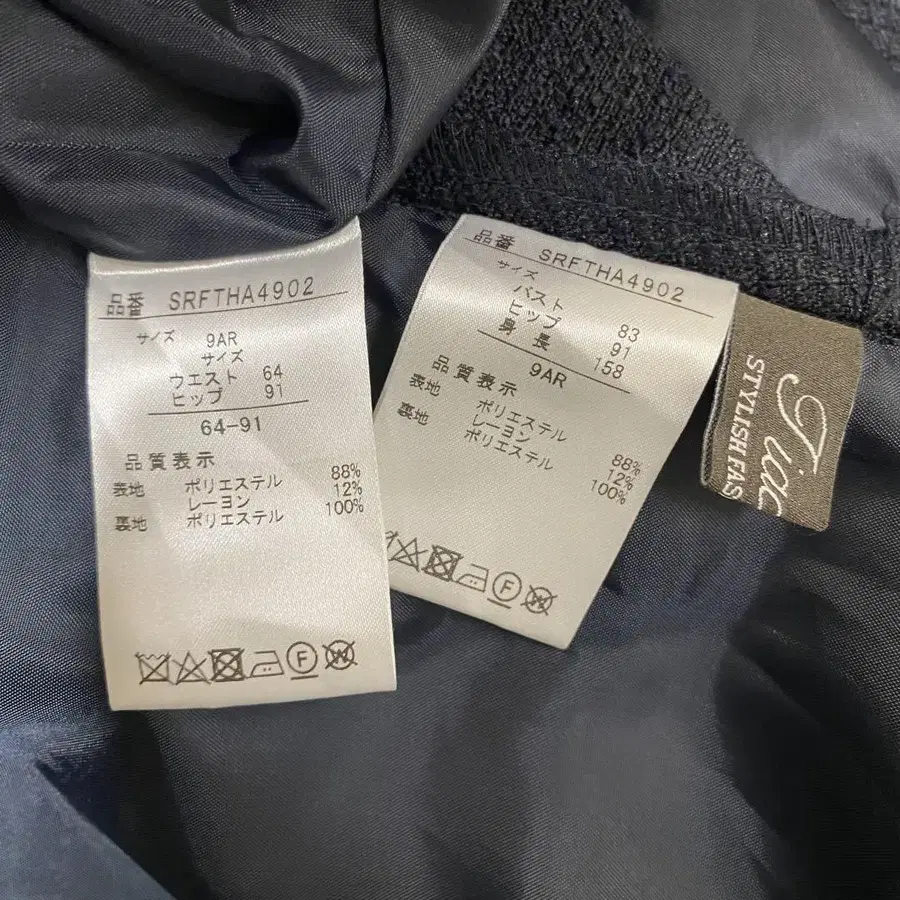 品番 SRFTHA4902
サイズ 9AR
サイズ
ウエスト 64
ヒップ 91
64-91
品質表示
表地 ポリエステル 88%
レーヨン 12%
裏地 ポリエステル 100%
F W
品番 SRFTHA4902
サイズ
バスト 83
ヒップ 91
身長 158
9AR
品質表示
表地 ポリエステル 88%
レーヨン 12%
裏地 ポリエステル 100%
F W
STYLISH FAS